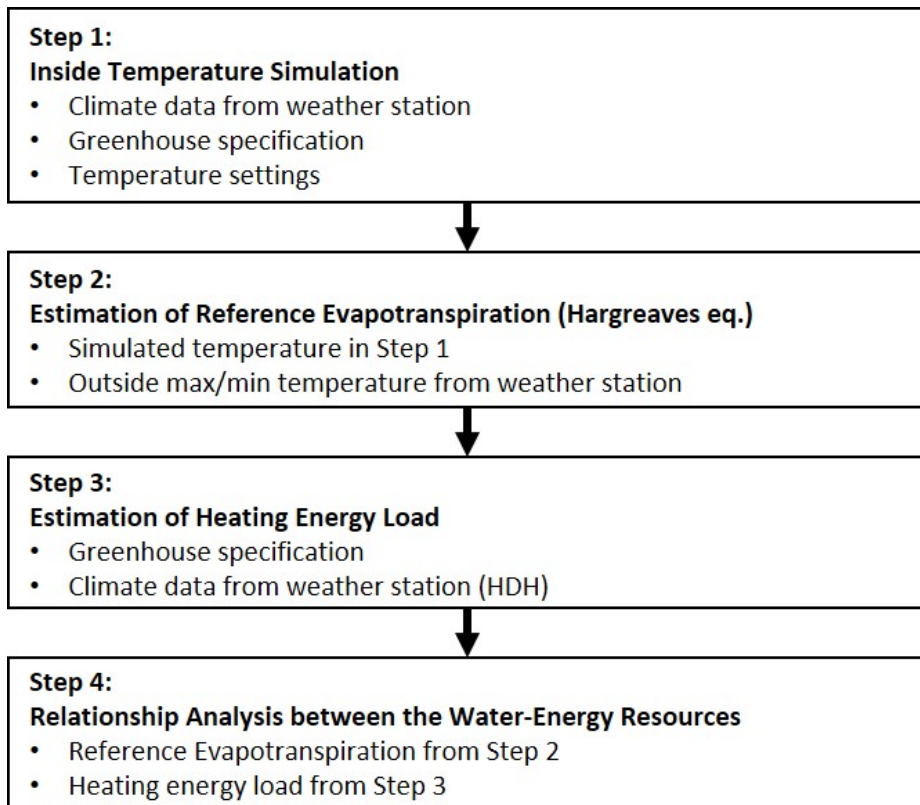 Step 1:
Inside Temperature Simulation
• Climate data from weather station
• Greenhouse specification
• Temperature settings
Step 2:
Estimation of Reference Evapotranspiration (Hargreaves eq.)
• Simulated temperature in Step 1
• Outside max/min temperature from weather station
Step 3:
Estimation of Heating Energy Load
• Greenhouse specification
• Climate data from weather station (HDH)
Step 4:
Relationship Analysis between the Water-Energy Resources
• Reference Evapotranspiration from Step 2
• Heating energy load from Step 3